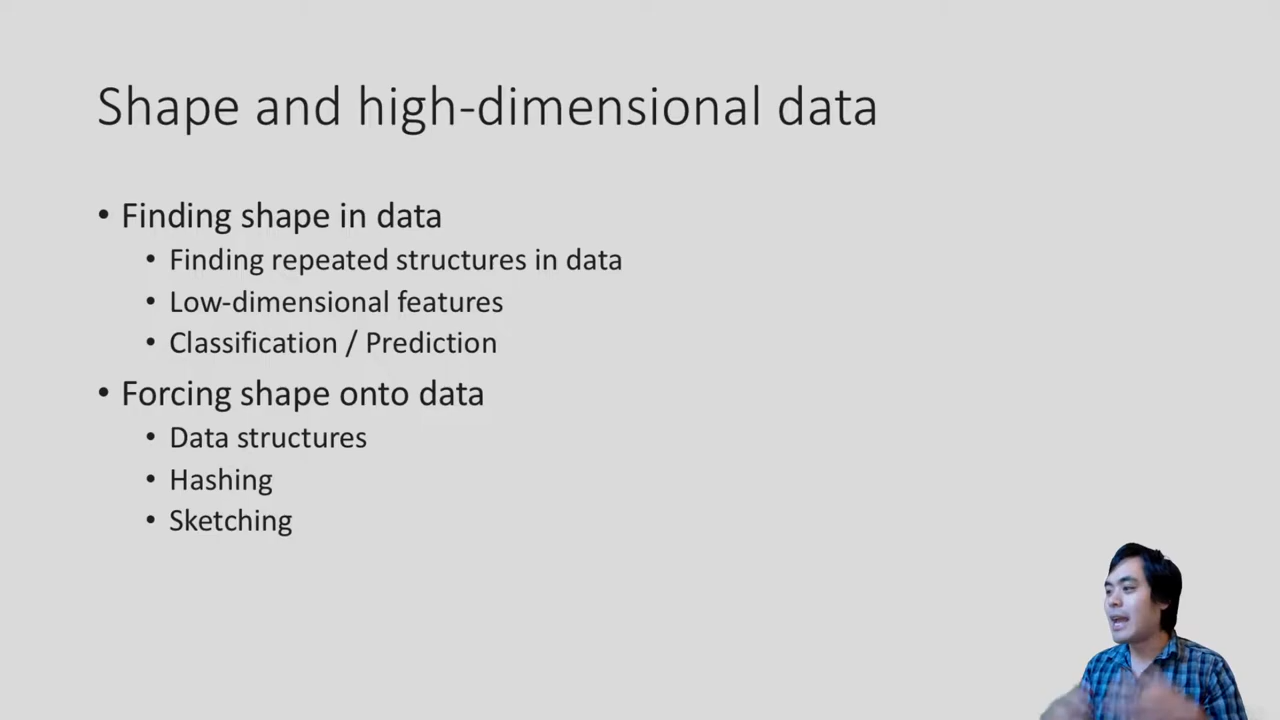 Shape and high-dimensional data
• Finding shape in data
• Finding repeated structures in data
• Low-dimensional features
• Classification / Prediction
• Forcing shape onto data
• Data structures
• Hashing
• Sketching